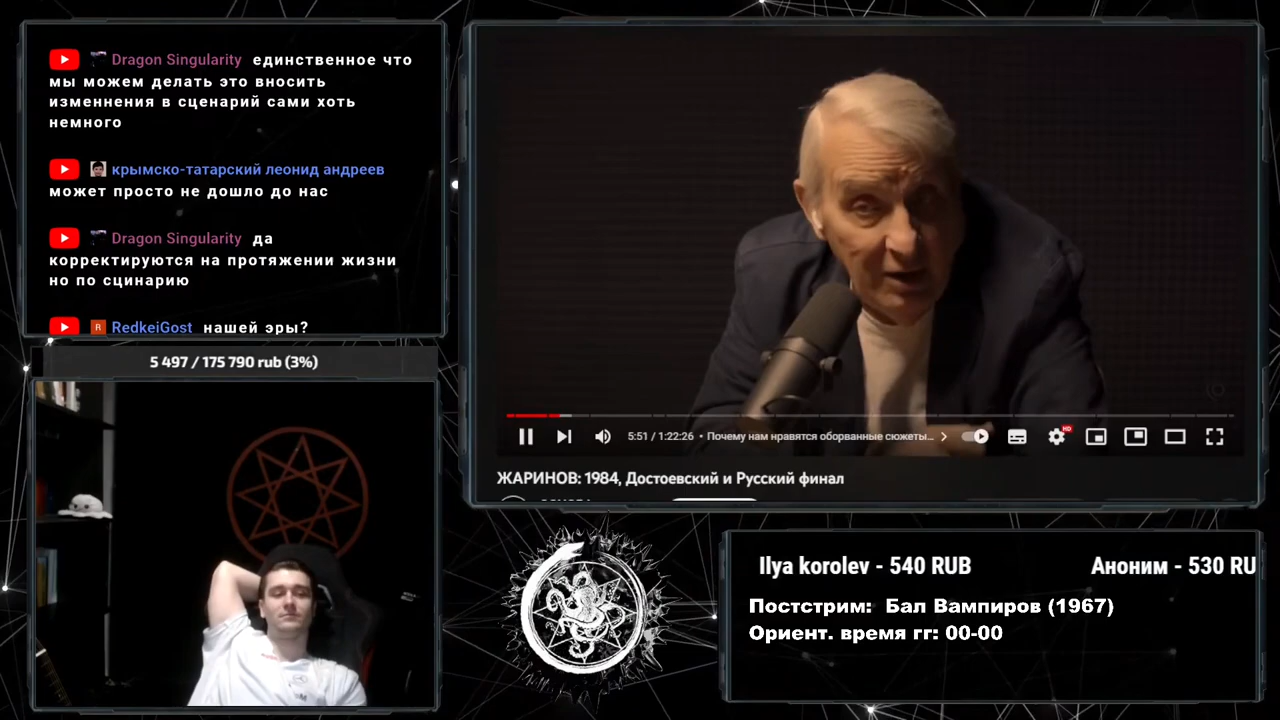 Dragon Singularity единственное что
мы можем делать это вносить
изменнения в сценарий сами хоть
немного
крымско-татарский леонид андреев
может просто не дошло до нас
Dragon Singularity да
корректируются на протяжении жизни
но по сцинарию
R RedkeiGost нашей эры?
5 497 / 175 790 rub (3%)
5:51 / 1:22:26 • Почему нам нравятся оборванные сюжеты...
HD
ЖАРИНОВ: 1984, Достоевский и Русский финал
Ilya korolev - 540 RUB
Аноним - 530 RU
Постстрим: Бал Вампиров (1967)
Ориент. время гг: 00-00